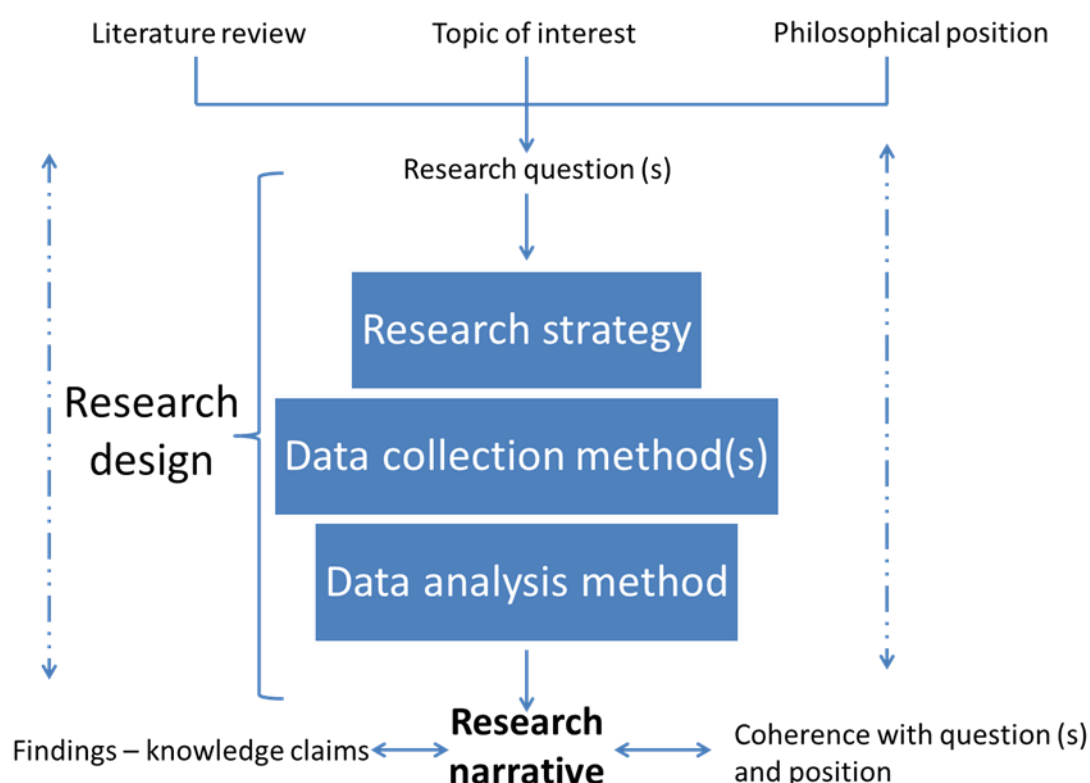 Literature review
Topic of interest
Philosophical position
Research question (s)
Research strategy
Research
design
Data collection method(s)
Data analysis method
Findings – knowledge claims
Research
narrative
Coherence with question (s)
and position